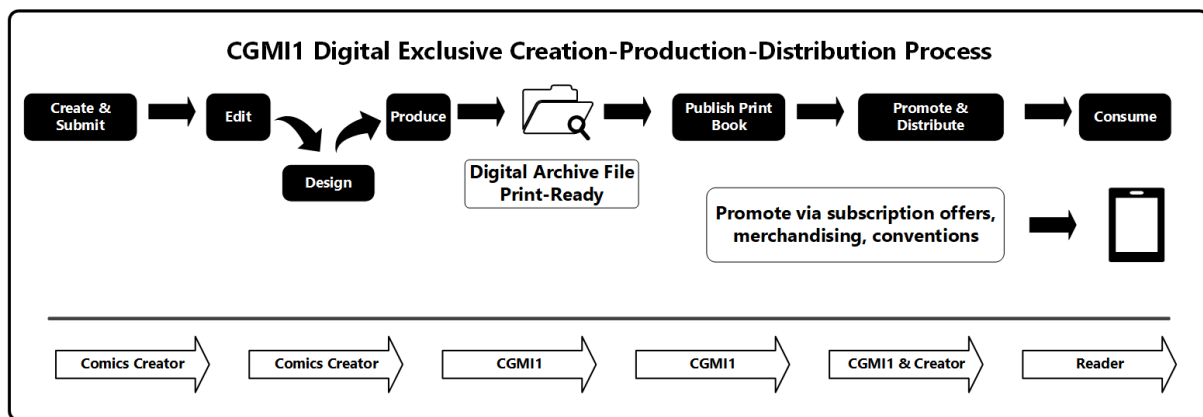 CGMI1 Digital Exclusive Creation-Production-Distribution Process
Create &
Submit
Edit
Design
Produce
Digital Archive File
Print-Ready
Publish Print
Book
Promote &
Distribute
Consume
Promote via subscription offers,
merchandising, conventions
Comics Creator
Comics Creator
CGMI1
CGMI1
CGMI1 & Creator
Reader